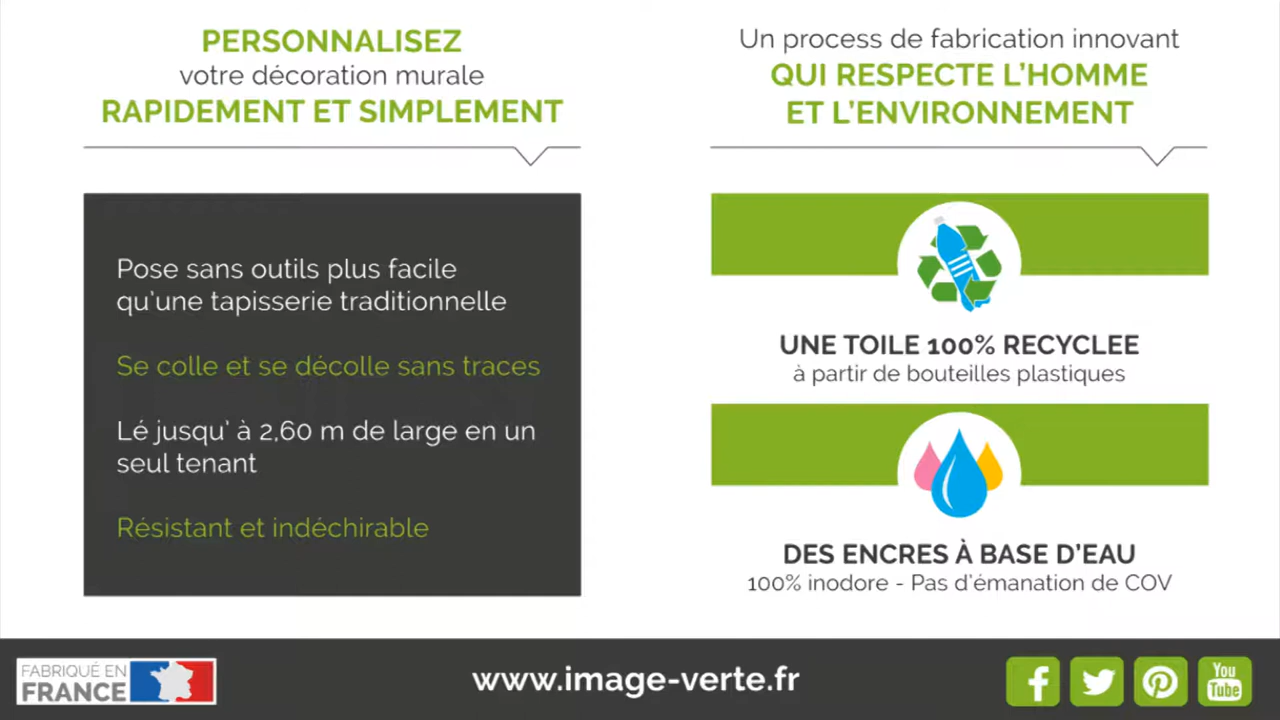 PERSONNALISEZ
votre décoration murale
RAPIDEMENT ET SIMPLEMENT
Pose sans outils plus facile
qu'une tapisserie traditionnelle
Se colle et se décolle sans traces
Lé jusqu' à 2,60 m de large en un
seul tenant
Résistant et indéchirable
Un process de fabrication innovant
QUI RESPECTE L'HOMME
ET L'ENVIRONNEMENT
UNE TOILE 100% RECYCLEE
à partir de bouteilles plastiques
DES ENCRES À BASE D'EAU
100% inodore - Pas d'émanation de COV
FABRIQUÉ EN
FRANCE
www.image-verte.fr
You
Tube